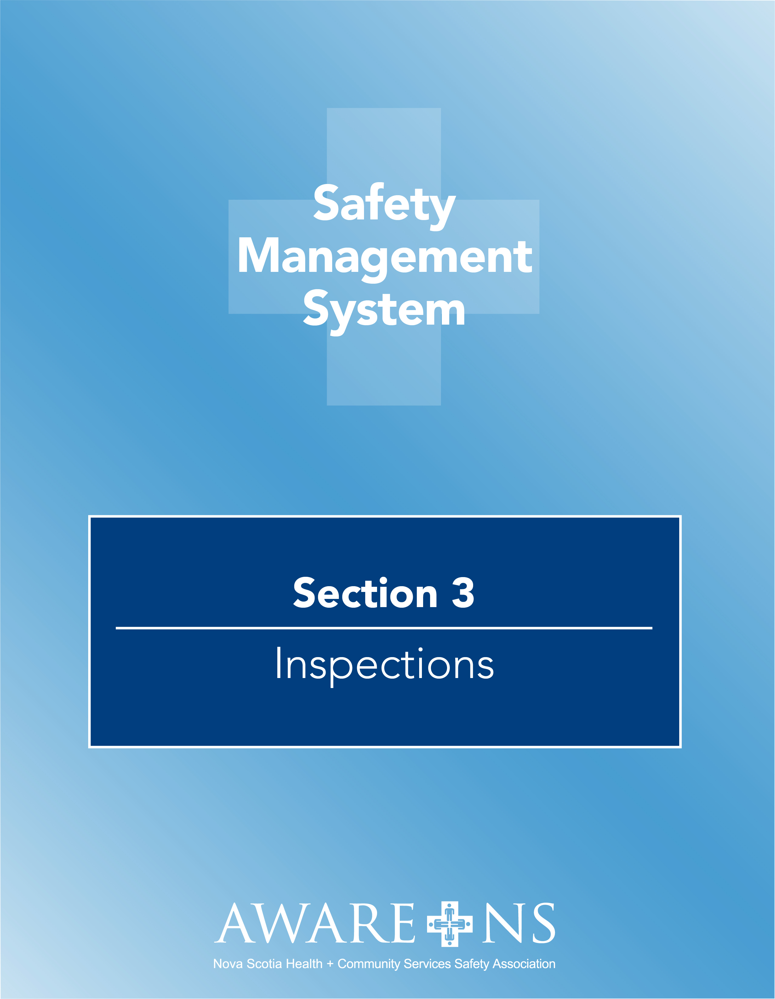 Safety
Management
System
Section 3
Inspections
AWARE NS
Nova Scotia Health + Community Services Safety Association